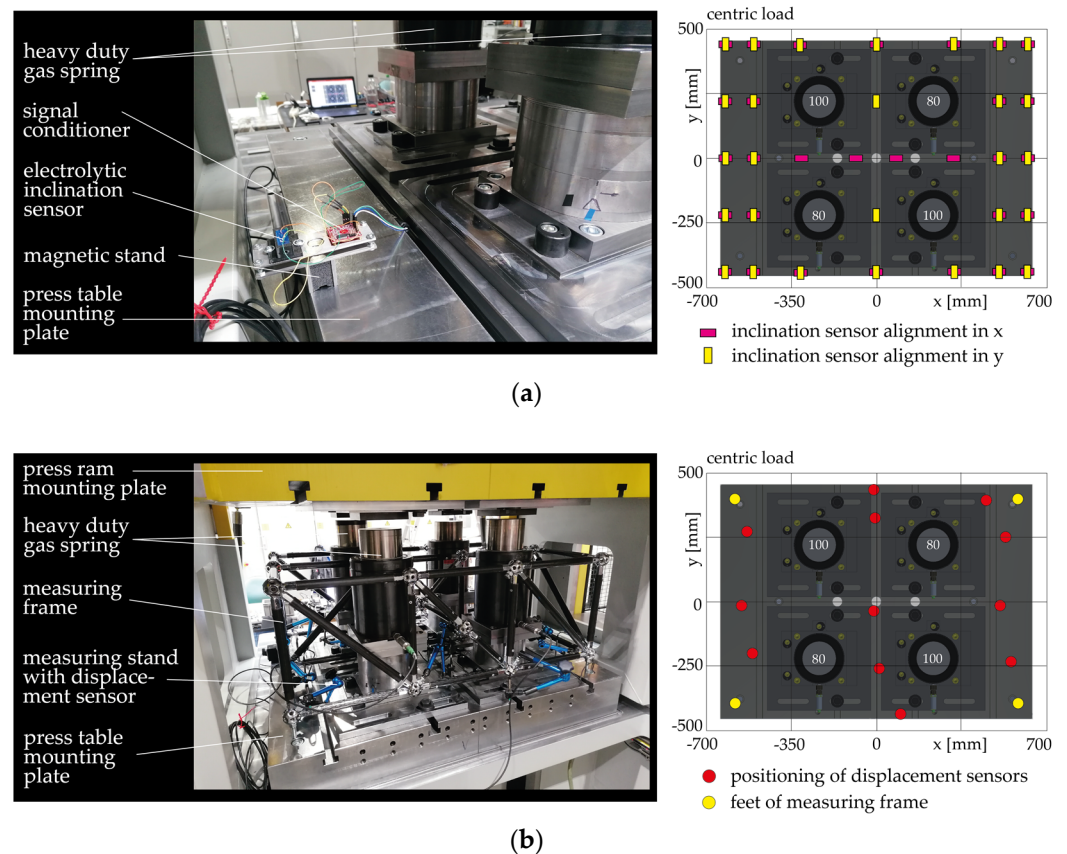 heavy duty
gas spring
signal
conditioner
electrolytic
inclination
sensor
magnetic stand
press table
mounting
plate
centric load
500
250
0
-250
-500
y [mm]
100
80
80
100
-700
-350
0
x [mm]
700
inclination sensor alignment in x
inclination sensor alignment in y
(a)
press ram
mounting plate
heavy duty
gas spring
measuring
frame
measuring stand
with displace-
ment sensor
press table
mounting
plate
centric load
500
250
0
-250
-500
y [mm]
100
80
80
100
-700
-350
0
x [mm]
700
positioning of displacement sensors
feet of measuring frame
(b)